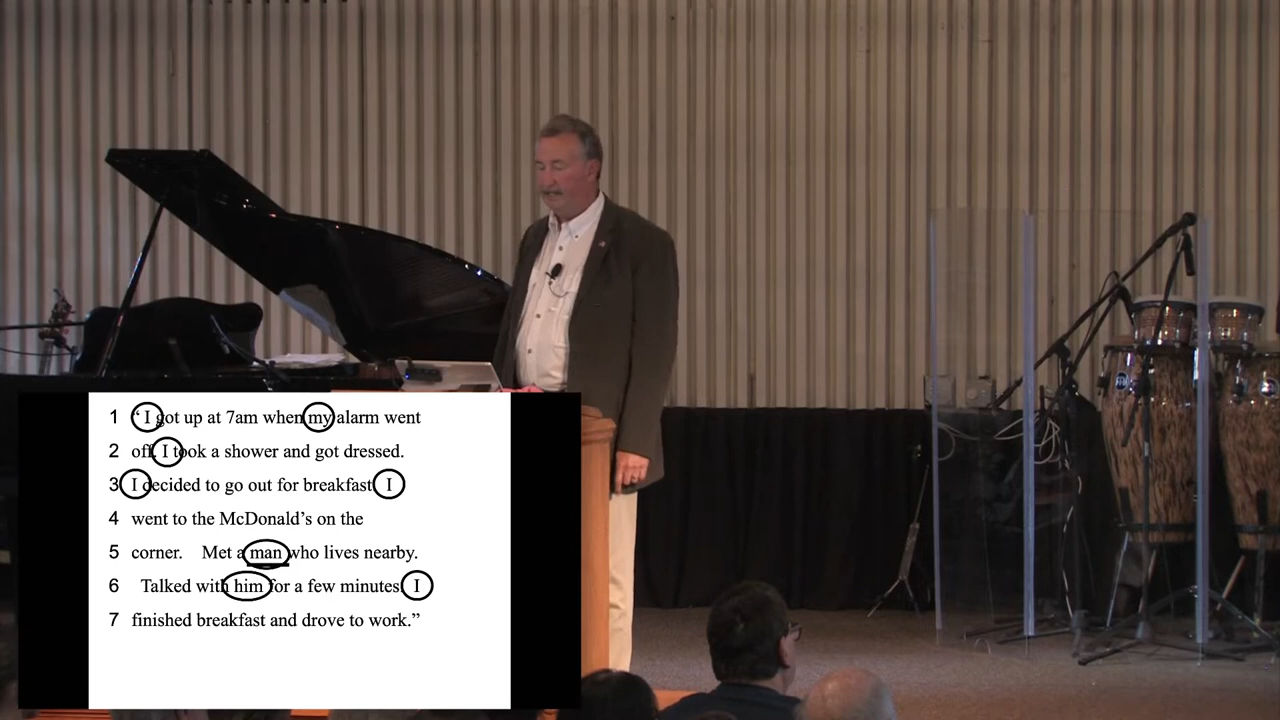 1 “I got up at 7am when my alarm went
2 off. I took a shower and got dressed.
3 I decided to go out for breakfast. I
4 went to the McDonald’s on the
5 corner. Met a man who lives nearby.
6 Talked with him for a few minutes. I
7 finished breakfast and drove to work.”